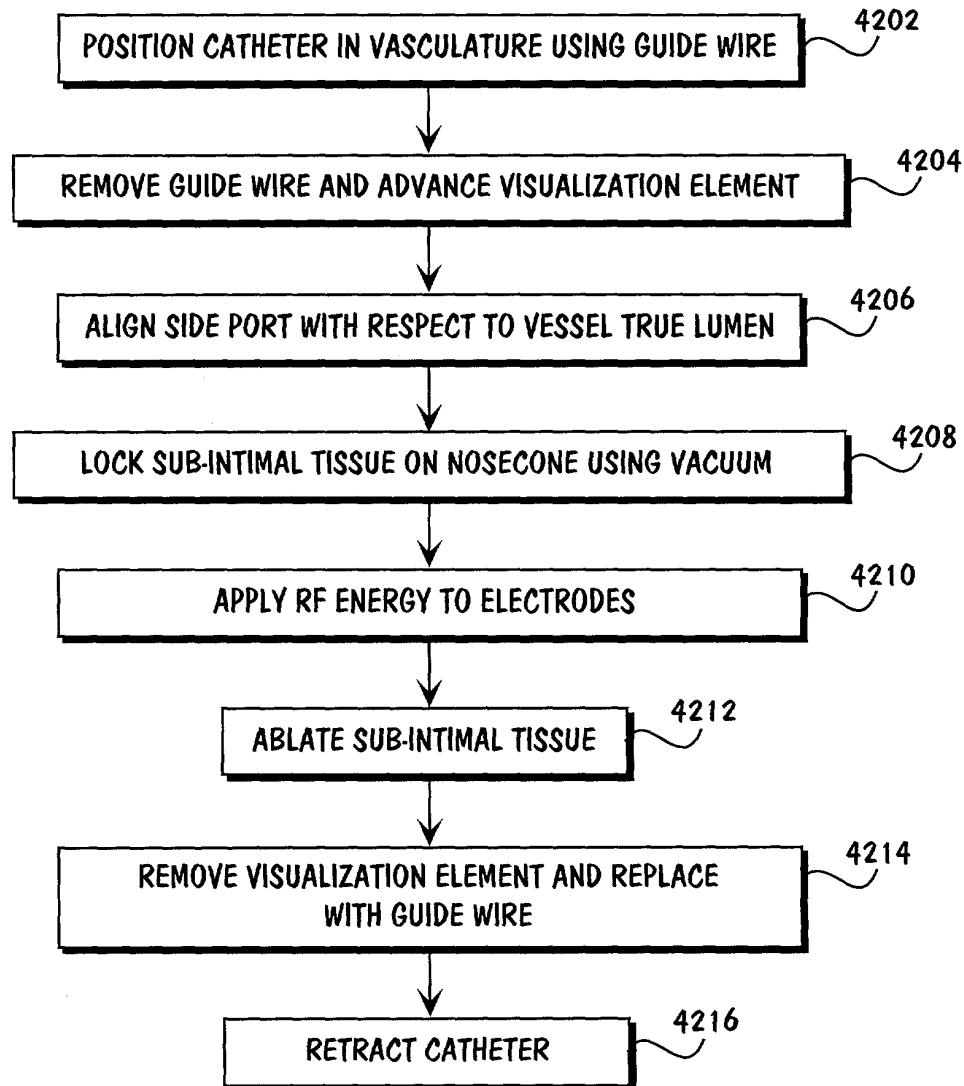 4202
POSITION CATHETER IN VASCULATURE USING GUIDE WIRE
4204
REMOVE GUIDE WIRE AND ADVANCE VISUALIZATION ELEMENT
4206
ALIGN SIDE PORT WITH RESPECT TO VESSEL TRUE LUMEN
4208
LOCK SUB-INTIMAL TISSUE ON NOSECONE USING VACUUM
4210
APPLY RF ENERGY TO ELECTRODES
4212
ABLATE SUB-INTIMAL TISSUE
4214
REMOVE VISUALIZATION ELEMENT AND REPLACE
WITH GUIDE WIRE
4216
RETRACT CATHETER